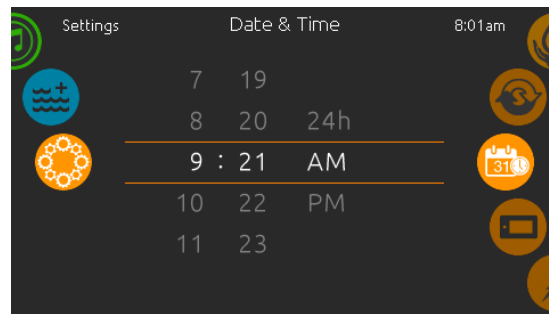 Settings Date & Time 8:01am
7 19
8 20 24h
9 : 21 AM
31
10 22 PM
11 23